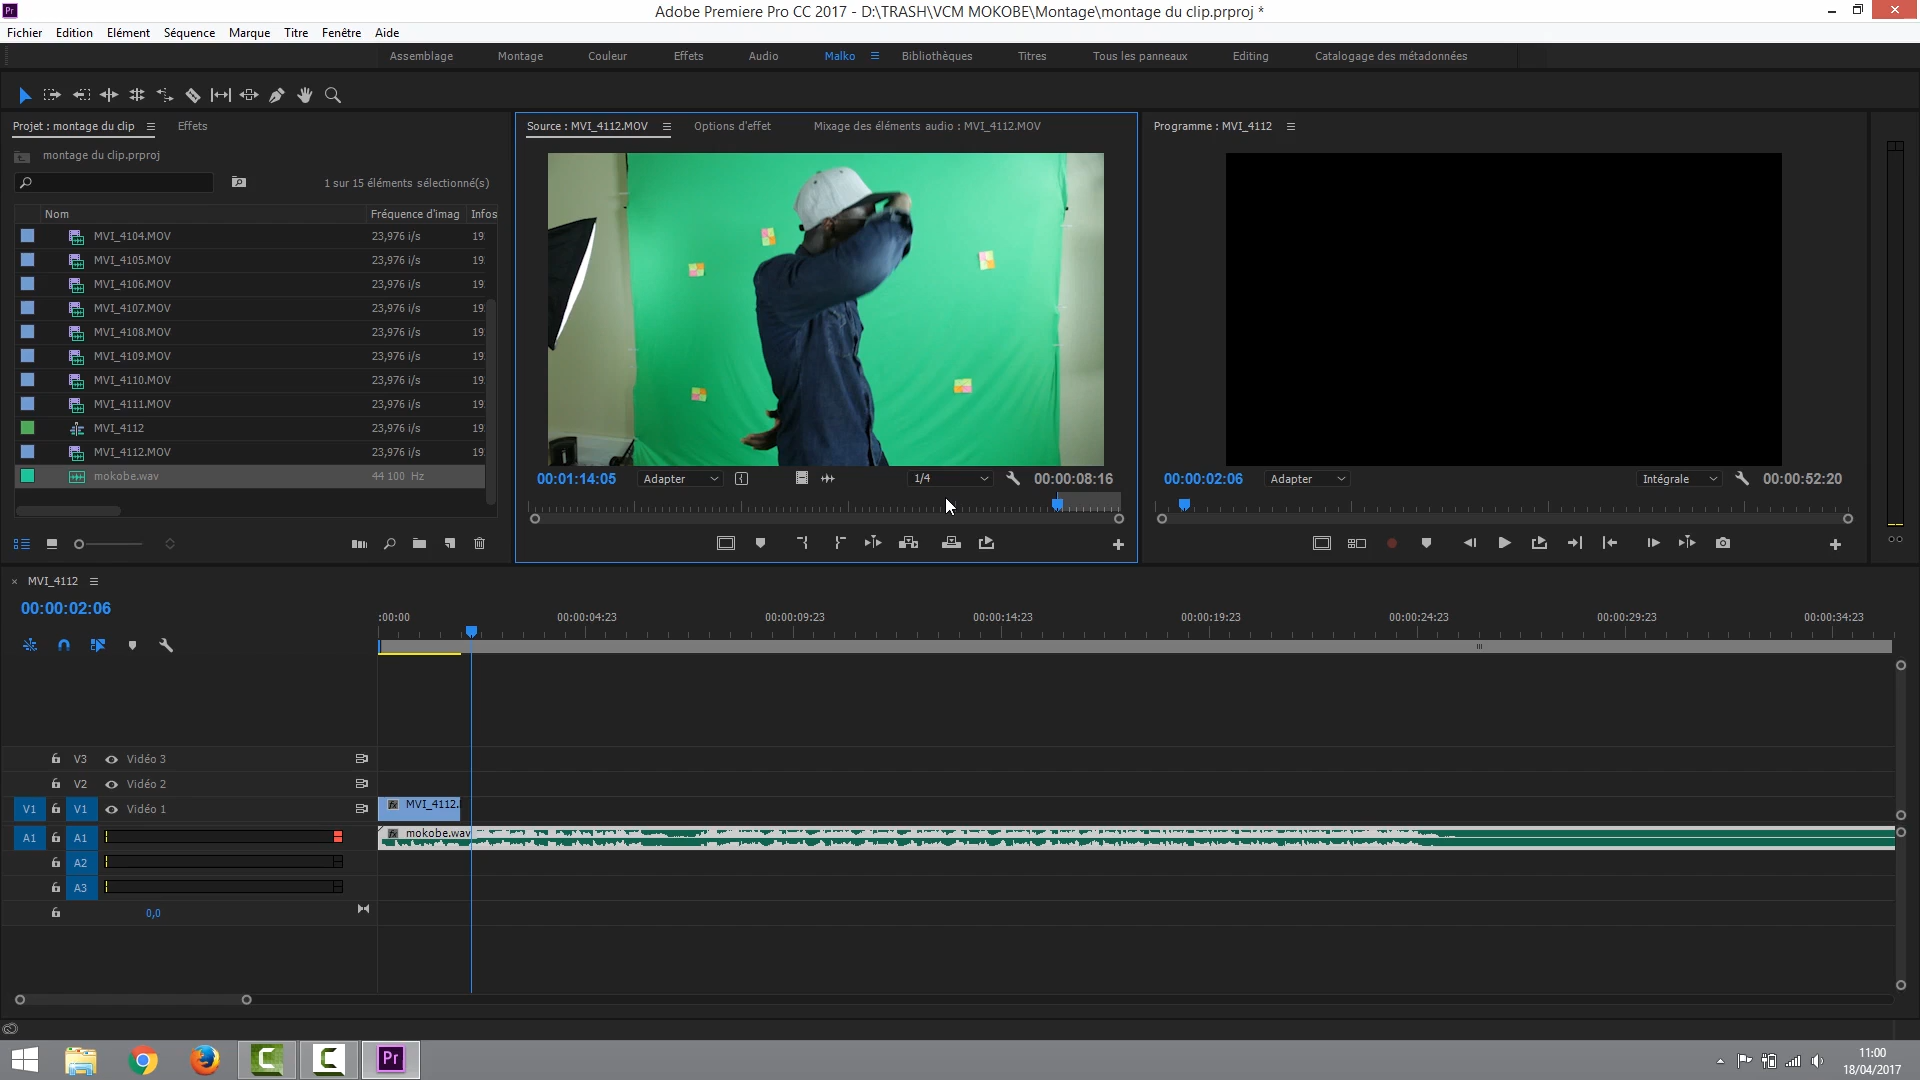 Pr
Adobe Premiere Pro CC 2017 - D:\TRASH\VCM MOKOBE\Montage\montage du clip.prproj *
Fichier Edition Elément Séquence Marque Titre Fenêtre Aide
Assemblage Montage Couleur Effets Audio Malko Bibliothèques Titres Tous les panneaux Editing Catalogage des métadonnées
Projet : montage du clip Effets
Source : MVI_4112.MOV Options d'effet Mixage des éléments audio : MVI_4112.MOV
Programme : MVI_4112
montage du clip.prproj
1 sur 15 éléments sélectionné(s)
Nom Fréquence d'imag Infos
MVI_4104.MOV 23,976 i/s 19
MVI_4105.MOV 23,976 i/s 19
MVI_4106.MOV 23,976 i/s 19
MVI_4107.MOV 23,976 i/s 19
MVI_4108.MOV 23,976 i/s 19
MVI_4109.MOV 23,976 i/s 19
MVI_4110.MOV 23,976 i/s 19
MVI_4111.MOV 23,976 i/s 19
MVI_4112 23,976 i/s 19
MVI_4112.MOV 23,976 i/s 19
mokobe.wav 44 100 Hz
00:01:14:05 Adapter 1/4 00:00:08:16
00:00:02:06 Adapter Intégrale 00:00:52:20
× MVI_4112
00:00:02:06
:00:00 00:00:04:23 00:00:09:23 00:00:14:23 00:00:19:23 00:00:24:23 00:00:29:23 00:00:34:23
V3 Vidéo 3
V2 Vidéo 2
V1 V1 Vidéo 1
fx MVI_4112.
A1 A1
fx mokobe.wav
A2
A3
0,0
Pr
11:00
18/04/2017